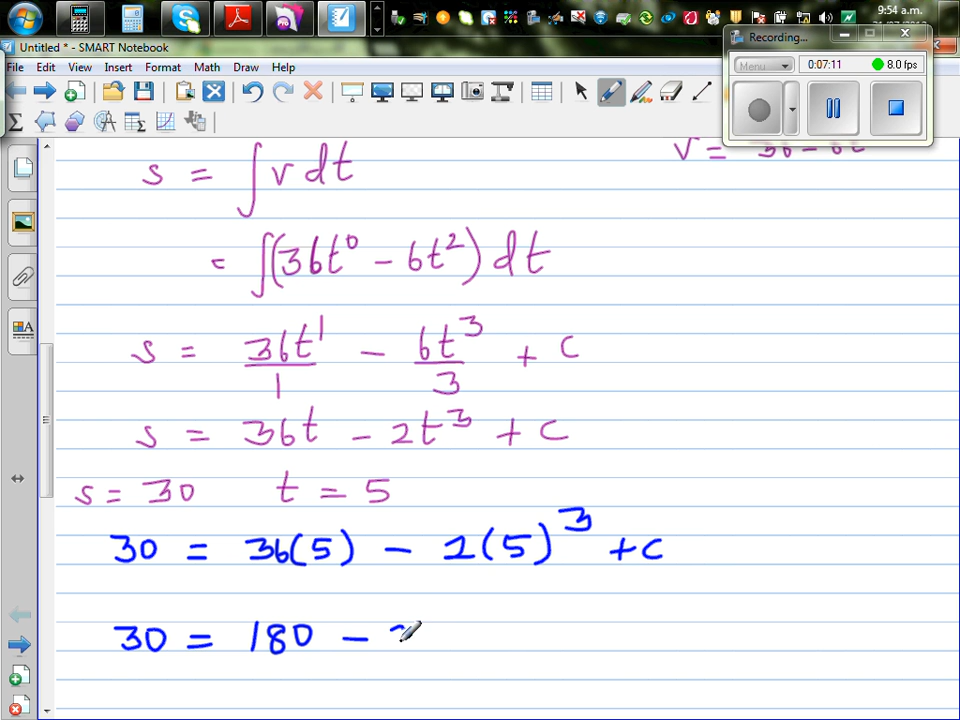 9:54 a.m.
Untitled * - SMART Notebook
Recording...
File Edit View Insert Format Math Draw Help
Menu 0:07:11 8.0 fps
s = ∫ v dt
= ∫(36t⁰ - 6t²) dt
s = 36t¹/1 - 6t³/3 + c
s = 36t - 2t³ + c
s = 30 t = 5
30 = 36(5) - 2(5)³ + c
30 = 180 -